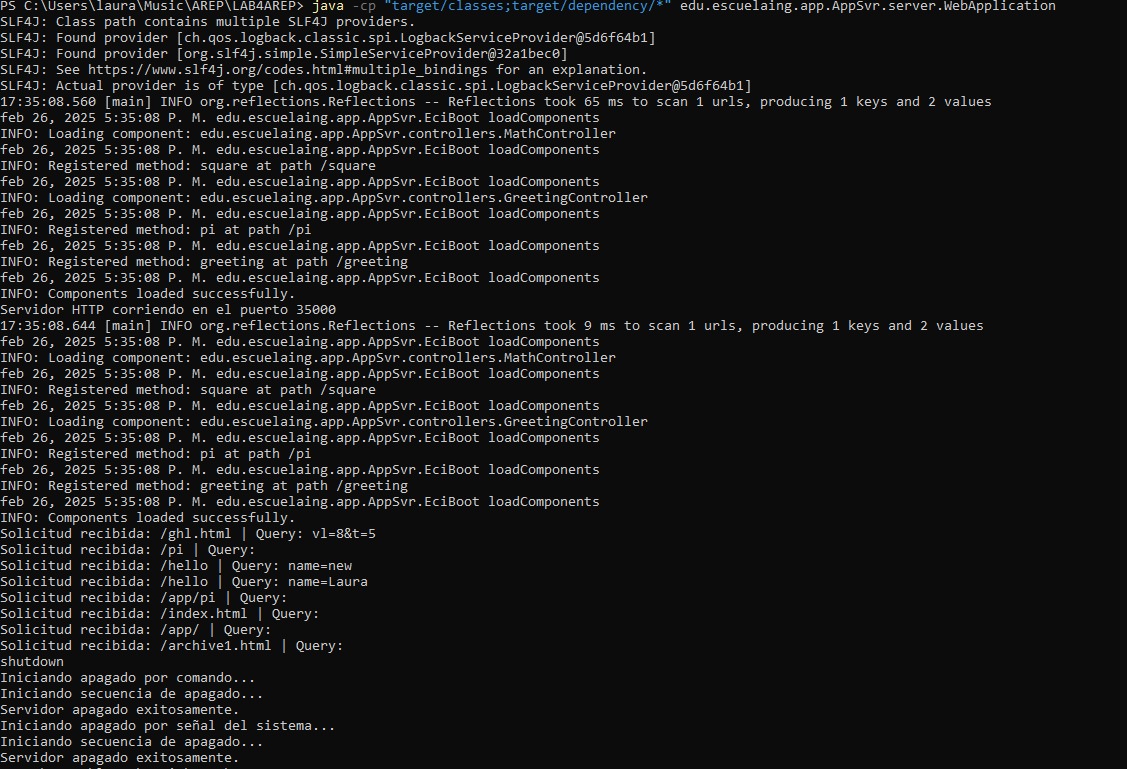 PS C:\Users\laura\Music\AREP\LAB4AREP> java -cp "target/classes;target/dependency/*" edu.escuelaing.app.AppSvr.server.WebApplication
SLF4J: Class path contains multiple SLF4J providers.
SLF4J: Found provider [ch.qos.logback.classic.spi.LogbackServiceProvider@5d6f64b1]
SLF4J: Found provider [org.slf4j.simple.SimpleServiceProvider@32a1bec0]
SLF4J: See https://www.slf4j.org/codes.html#multiple_bindings for an explanation.
SLF4J: Actual provider is of type [ch.qos.logback.classic.spi.LogbackServiceProvider@5d6f64b1]
17:35:08.560 [main] INFO org.reflections.Reflections -- Reflections took 65 ms to scan 1 urls, producing 1 keys and 2 values
feb 26, 2025 5:35:08 P. M. edu.escuelaing.app.AppSvr.EciBoot loadComponents
INFO: Loading component: edu.escuelaing.app.AppSvr.controllers.MathController
feb 26, 2025 5:35:08 P. M. edu.escuelaing.app.AppSvr.EciBoot loadComponents
INFO: Registered method: square at path /square
feb 26, 2025 5:35:08 P. M. edu.escuelaing.app.AppSvr.EciBoot loadComponents
INFO: Loading component: edu.escuelaing.app.AppSvr.controllers.GreetingController
feb 26, 2025 5:35:08 P. M. edu.escuelaing.app.AppSvr.EciBoot loadComponents
INFO: Registered method: pi at path /pi
feb 26, 2025 5:35:08 P. M. edu.escuelaing.app.AppSvr.EciBoot loadComponents
INFO: Registered method: greeting at path /greeting
feb 26, 2025 5:35:08 P. M. edu.escuelaing.app.AppSvr.EciBoot loadComponents
INFO: Components loaded successfully.
Servidor HTTP corriendo en el puerto 35000
17:35:08.644 [main] INFO org.reflections.Reflections -- Reflections took 9 ms to scan 1 urls, producing 1 keys and 2 values
feb 26, 2025 5:35:08 P. M. edu.escuelaing.app.AppSvr.EciBoot loadComponents
INFO: Loading component: edu.escuelaing.app.AppSvr.controllers.MathController
feb 26, 2025 5:35:08 P. M. edu.escuelaing.app.AppSvr.EciBoot loadComponents
INFO: Registered method: square at path /square
feb 26, 2025 5:35:08 P. M. edu.escuelaing.app.AppSvr.EciBoot loadComponents
INFO: Loading component: edu.escuelaing.app.AppSvr.controllers.GreetingController
feb 26, 2025 5:35:08 P. M. edu.escuelaing.app.AppSvr.EciBoot loadComponents
INFO: Registered method: pi at path /pi
feb 26, 2025 5:35:08 P. M. edu.escuelaing.app.AppSvr.EciBoot loadComponents
INFO: Registered method: greeting at path /greeting
feb 26, 2025 5:35:08 P. M. edu.escuelaing.app.AppSvr.EciBoot loadComponents
INFO: Components loaded successfully.
Solicitud recibida: /ghl.html | Query: vl=8&t=5
Solicitud recibida: /pi | Query:
Solicitud recibida: /hello | Query: name=new
Solicitud recibida: /hello | Query: name=Laura
Solicitud recibida: /app/pi | Query:
Solicitud recibida: /index.html | Query:
Solicitud recibida: /app/ | Query:
Solicitud recibida: /archive1.html | Query:
shutdown
Iniciando apagado por comando...
Iniciando secuencia de apagado...
Servidor apagado exitosamente.
Iniciando apagado por señal del sistema...
Iniciando secuencia de apagado...
Servidor apagado exitosamente.